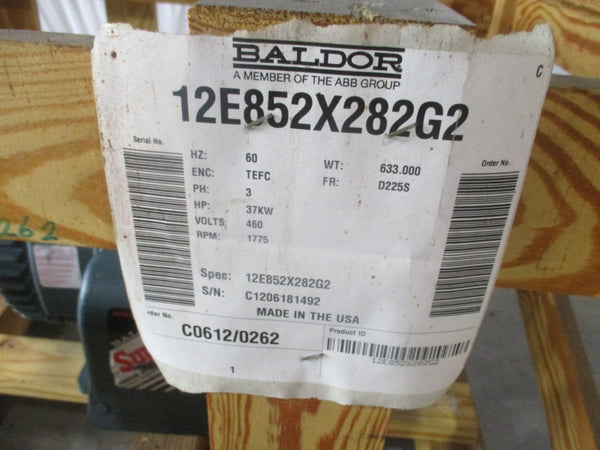 BALDOR
A MEMBER OF THE ABB GROUP
C
12E852X282G2
Serial No.
Order No.
HZ: 60 WT: 633.000
ENC: TEFC FR: D225S
PH: 3
HP: 37KW
VOLTS: 460
RPM: 1775
262
Spec: 12E852X282G2
S/N: C1206181492
MADE IN THE USA
rder No.
C0612/0262
Product ID
12E852X282G2
1